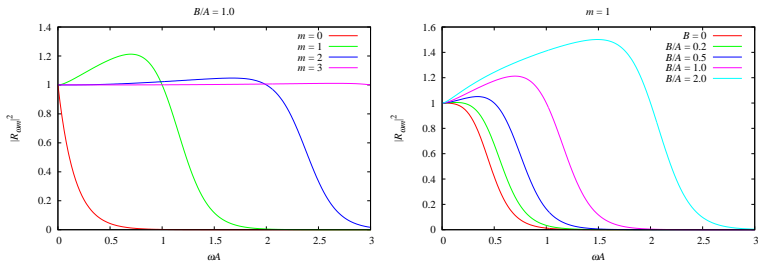 B/A = 1.0
m = 0
m = 1
m = 2
m = 3
|R_ωm|²
1.4
1.2
1
0.8
0.6
0.4
0.2
0
0 0.5 1 1.5 2 2.5 3
ωA
m = 1
B = 0
B/A = 0.2
B/A = 0.5
B/A = 1.0
B/A = 2.0
|R_ωm|²
1.6
1.4
1.2
1
0.8
0.6
0.4
0.2
0
0 0.5 1 1.5 2 2.5 3
ωA